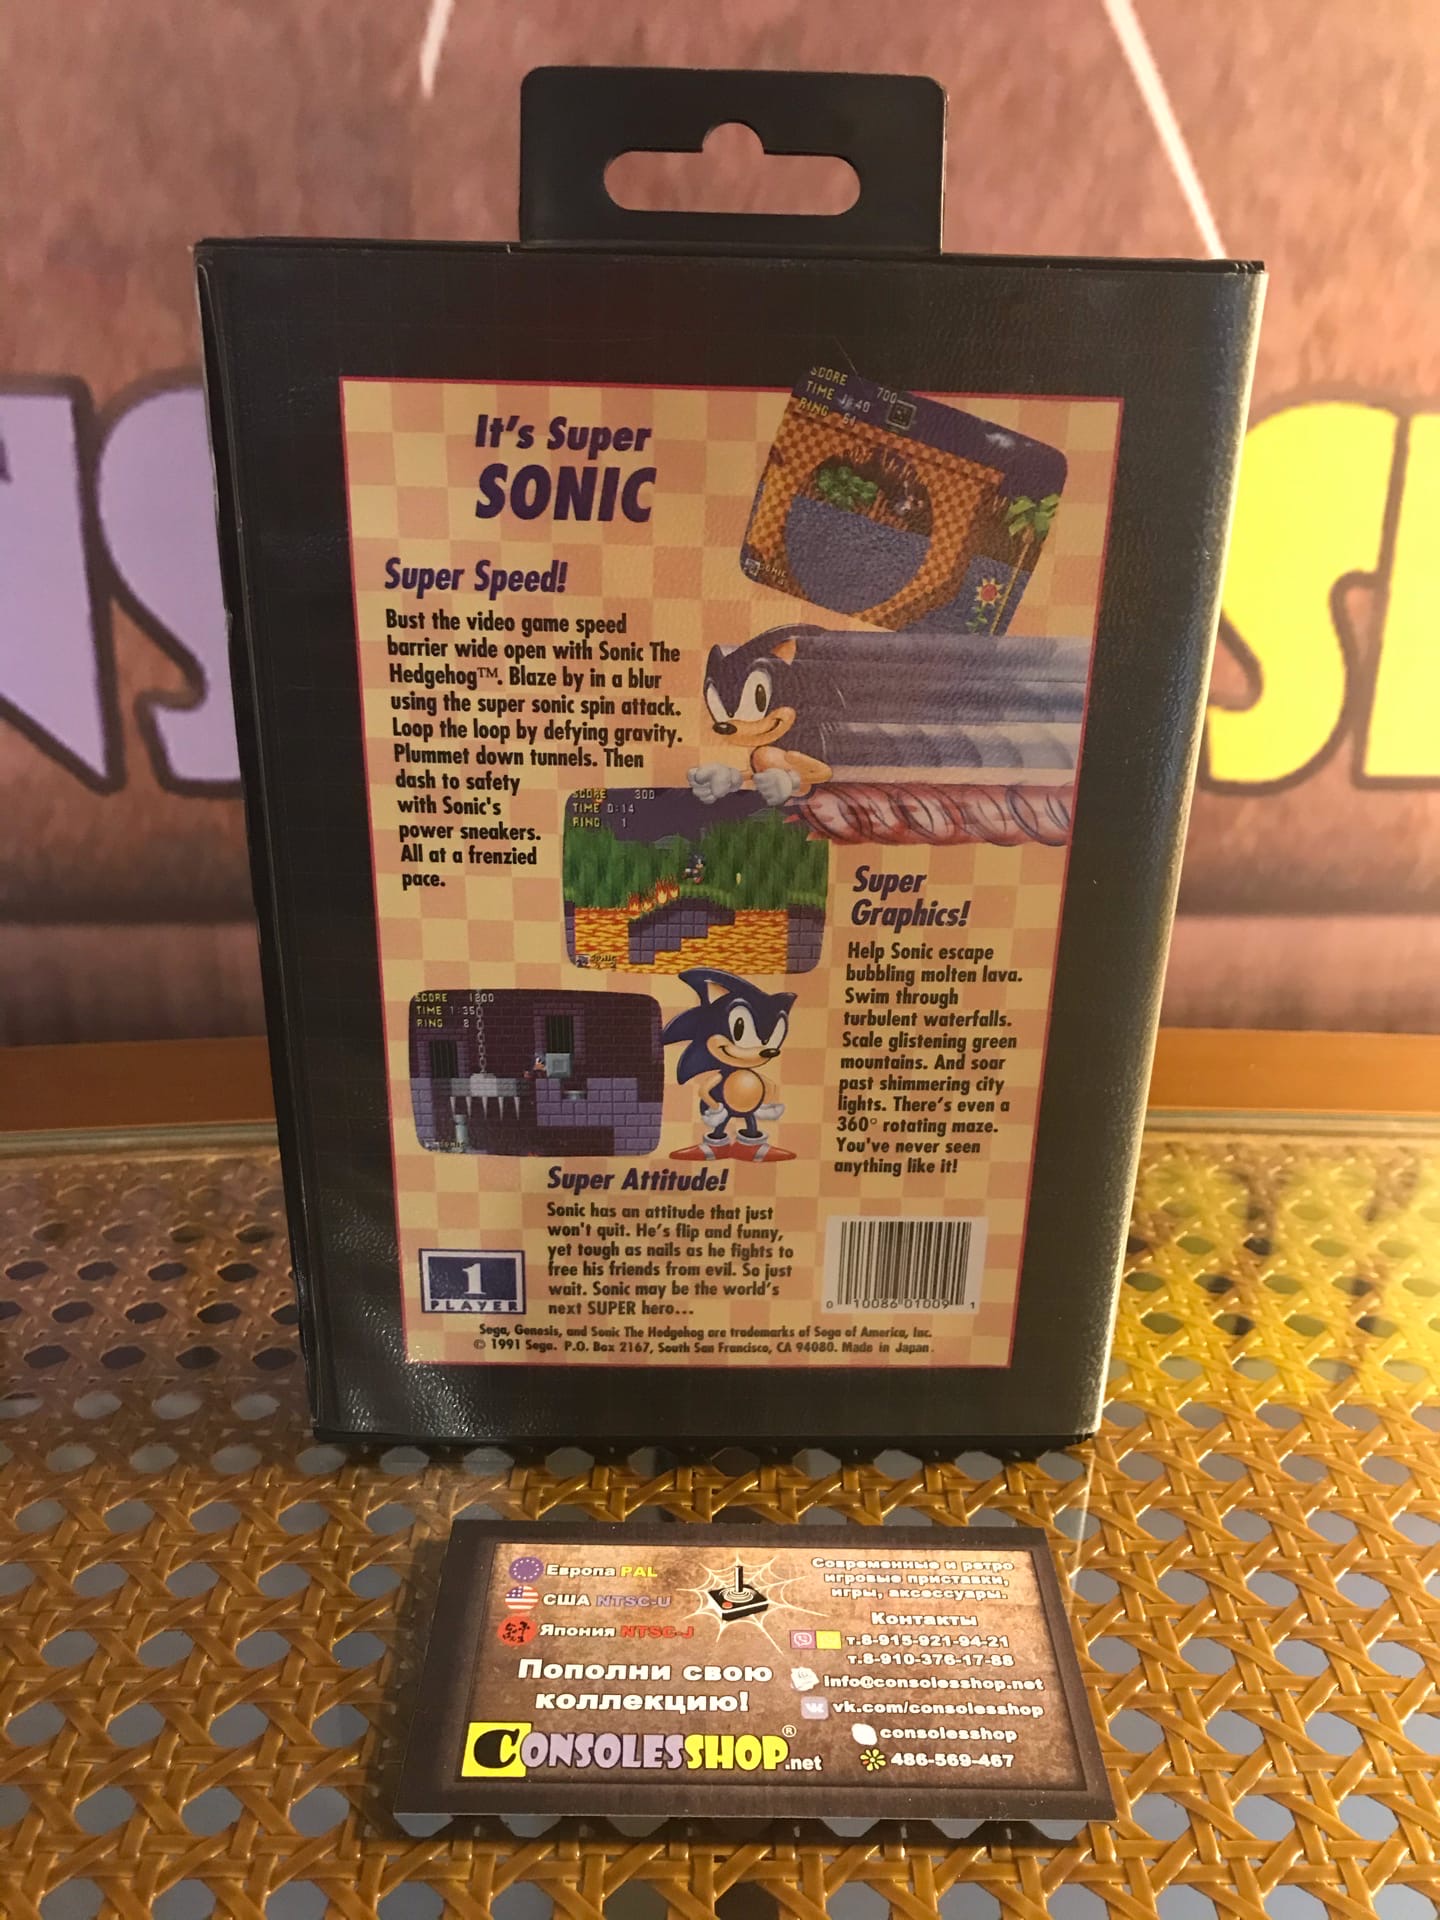 It's Super
SONIC
SCORE 700
TIME 1:40
RING 61
Super Speed!
Bust the video game speed
barrier wide open with Sonic The
Hedgehog™. Blaze by in a blur
using the super sonic spin attack.
Loop the loop by defying gravity.
Plummet down tunnels. Then
dash to safety
with Sonic's
power sneakers.
All at a frenzied
pace.
SCORE 300
TIME 0:14
RING 1
Super
Graphics!
Help Sonic escape
bubbling molten lava.
Swim through
turbulent waterfalls.
Scale glistening green
mountains. And soar
past shimmering city
lights. There's even a
360° rotating maze.
You've never seen
anything like it!
SCORE 1200
TIME 1:35
RING 8
Super Attitude!
Sonic has an attitude that just
won't quit. He's flip and funny,
yet tough as nails as he fights to
free his friends from evil. So just
wait. Sonic may be the world's
next SUPER hero...
1
PLAYER
0 10086 01009 1
Sega, Genesis, and Sonic The Hedgehog are trademarks of Sega of America, Inc.
© 1991 Sega. P.O. Box 2167, South San Francisco, CA 94080. Made in Japan.
Европа PAL
США NTSC-U
Япония NTSC-J
Пополни свою
коллекцию!
CONSOLESSHOP®.net
Современные и ретро
игровые приставки,
игры, аксессуары.
Контакты
т.8-915-921-94-21
т.8-910-376-17-88
info@consolesshop.net
vk.com/consolesshop
consolesshop
486-569-467